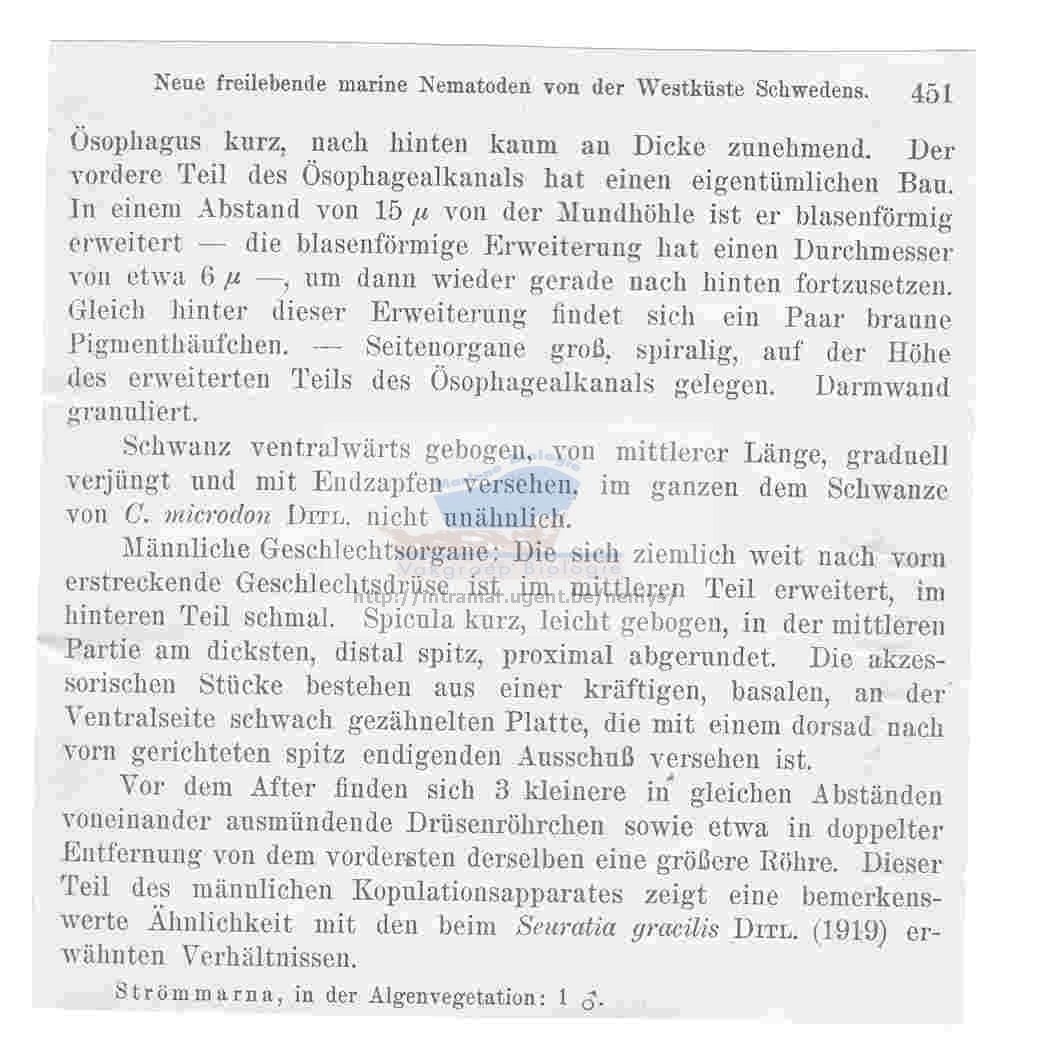 Neue freilebende marine Nematoden von der Westküste Schwedens. 451
Ösophagus kurz, nach hinten kaum an Dicke zunehmend. Der
vordere Teil des Ösophagealkanals hat einen eigentümlichen Bau.
In einem Abstand von 15 μ von der Mundhöhle ist er blasenförmig
erweitert — die blasenförmige Erweiterung hat einen Durchmesser
von etwa 6 μ —, um dann wieder gerade nach hinten fortzusetzen.
Gleich hinter dieser Erweiterung findet sich ein Paar braune
Pigmenthäufchen. — Seitenorgane groß, spiralig, auf der Höhe
des erweiterten Teils des Ösophagealkanals gelegen. Darmwand
granuliert.
Schwanz ventralwärts gebogen, von mittlerer Länge, graduell
verjüngt und mit Endzapfen versehen, im ganzen dem Schwanze
von C. microdon DITL. nicht unähnlich.
Männliche Geschlechtsorgane: Die sich ziemlich weit nach vorn
erstreckende Geschlechtsdrüse ist im mittleren Teil erweitert, im
hinteren Teil schmal. Spicula kurz, leicht gebogen, in der mittleren
Partie am dicksten, distal spitz, proximal abgerundet. Die akzes-
sorischen Stücke bestehen aus einer kräftigen, basalen, an der
Ventralseite schwach gezähnelten Platte, die mit einem dorsad nach
vorn gerichteten spitz endigenden Ausschuß versehen ist.
Vor dem After finden sich 3 kleinere in gleichen Abständen
voneinander ausmündende Drüsenröhrchen sowie etwa in doppelter
Entfernung von dem vordersten derselben eine größere Röhre. Dieser
Teil des männlichen Kopulationsapparates zeigt eine bemerkens-
werte Ähnlichkeit mit den beim Seuratia gracilis DITL. (1919) er-
wähnten Verhältnissen.
Strömmarna, in der Algenvegetation: 1 ♂.
Mariene Biologie
Vakgroep Biologie
http://intramar.ugent.be/nemys/